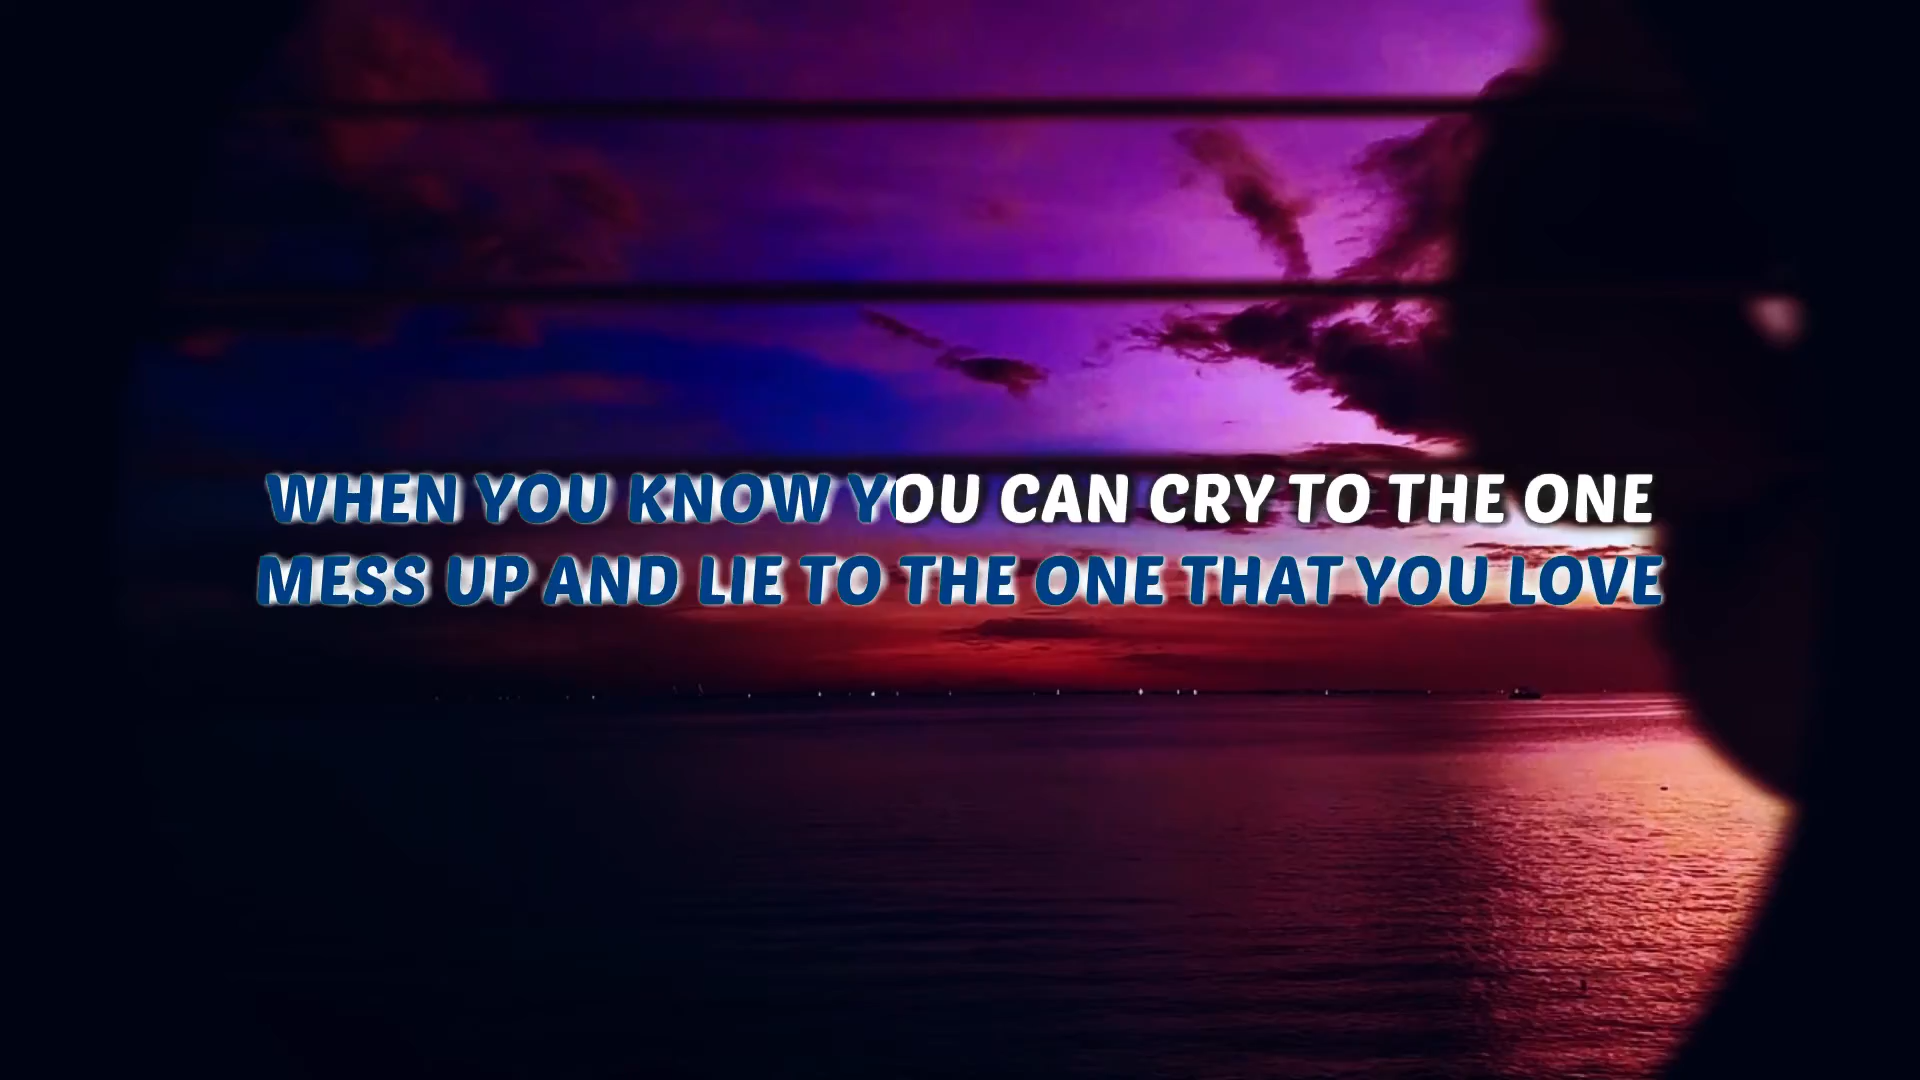 WHEN YOU KNOW YOU CAN CRY TO THE ONE
MESS UP AND LIE TO THE ONE THAT YOU LOVE